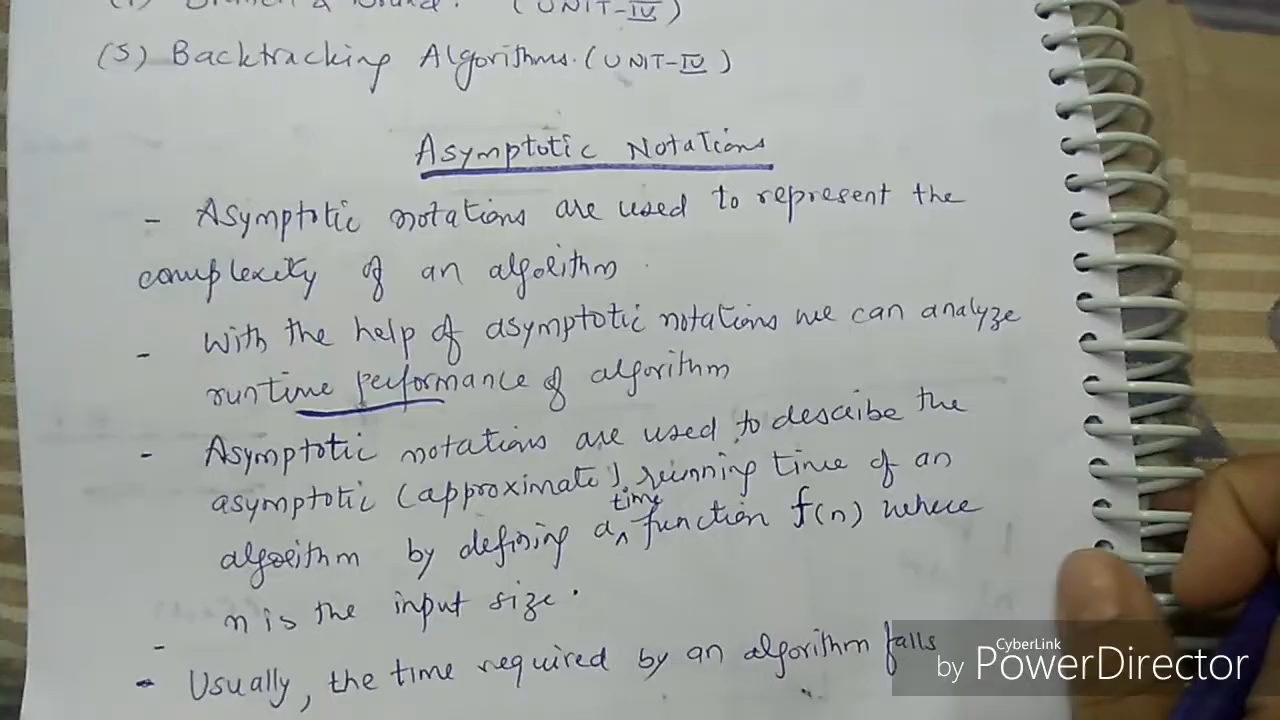 (UNIT-IV)
(5) Backtracking Algorithms. (UNIT-IV)
Asymptotic Notations
- Asymptotic notations are used to represent the
complexity of an algorithm.
- With the help of asymptotic notations we can analyze
runtime performance of algorithm
- Asymptotic notations are used to describe the
asymptotic (approximate) running time of an
algorithm by defining a time function f(n) where
n is the input size.
- Usually, the time required by an algorithm falls
CyberLink
by PowerDirector